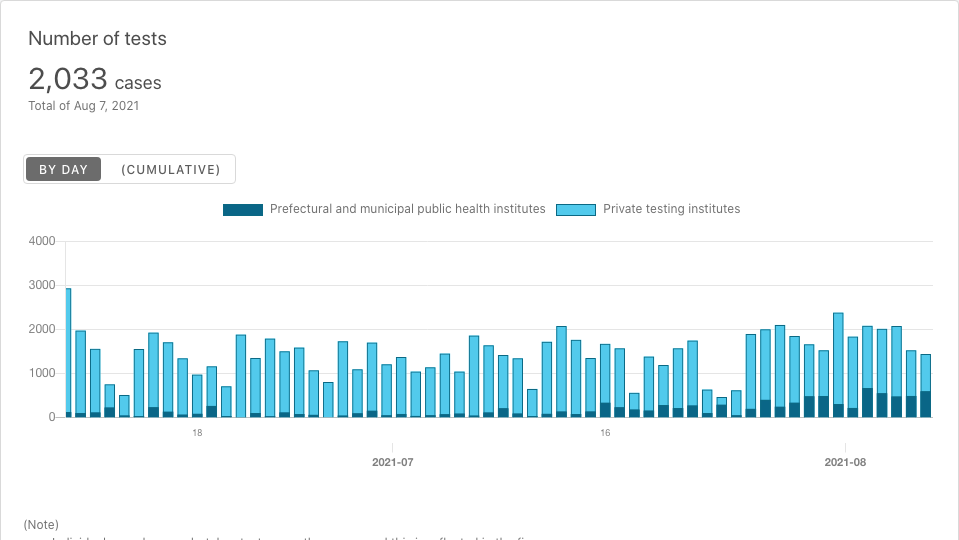 Number of tests
2,033 cases
Total of Aug 7, 2021
BY DAY (CUMULATIVE)
Prefectural and municipal public health institutes Private testing institutes
4000
3000
2000
1000
0
18 16
2021-07 2021-08
(Note)